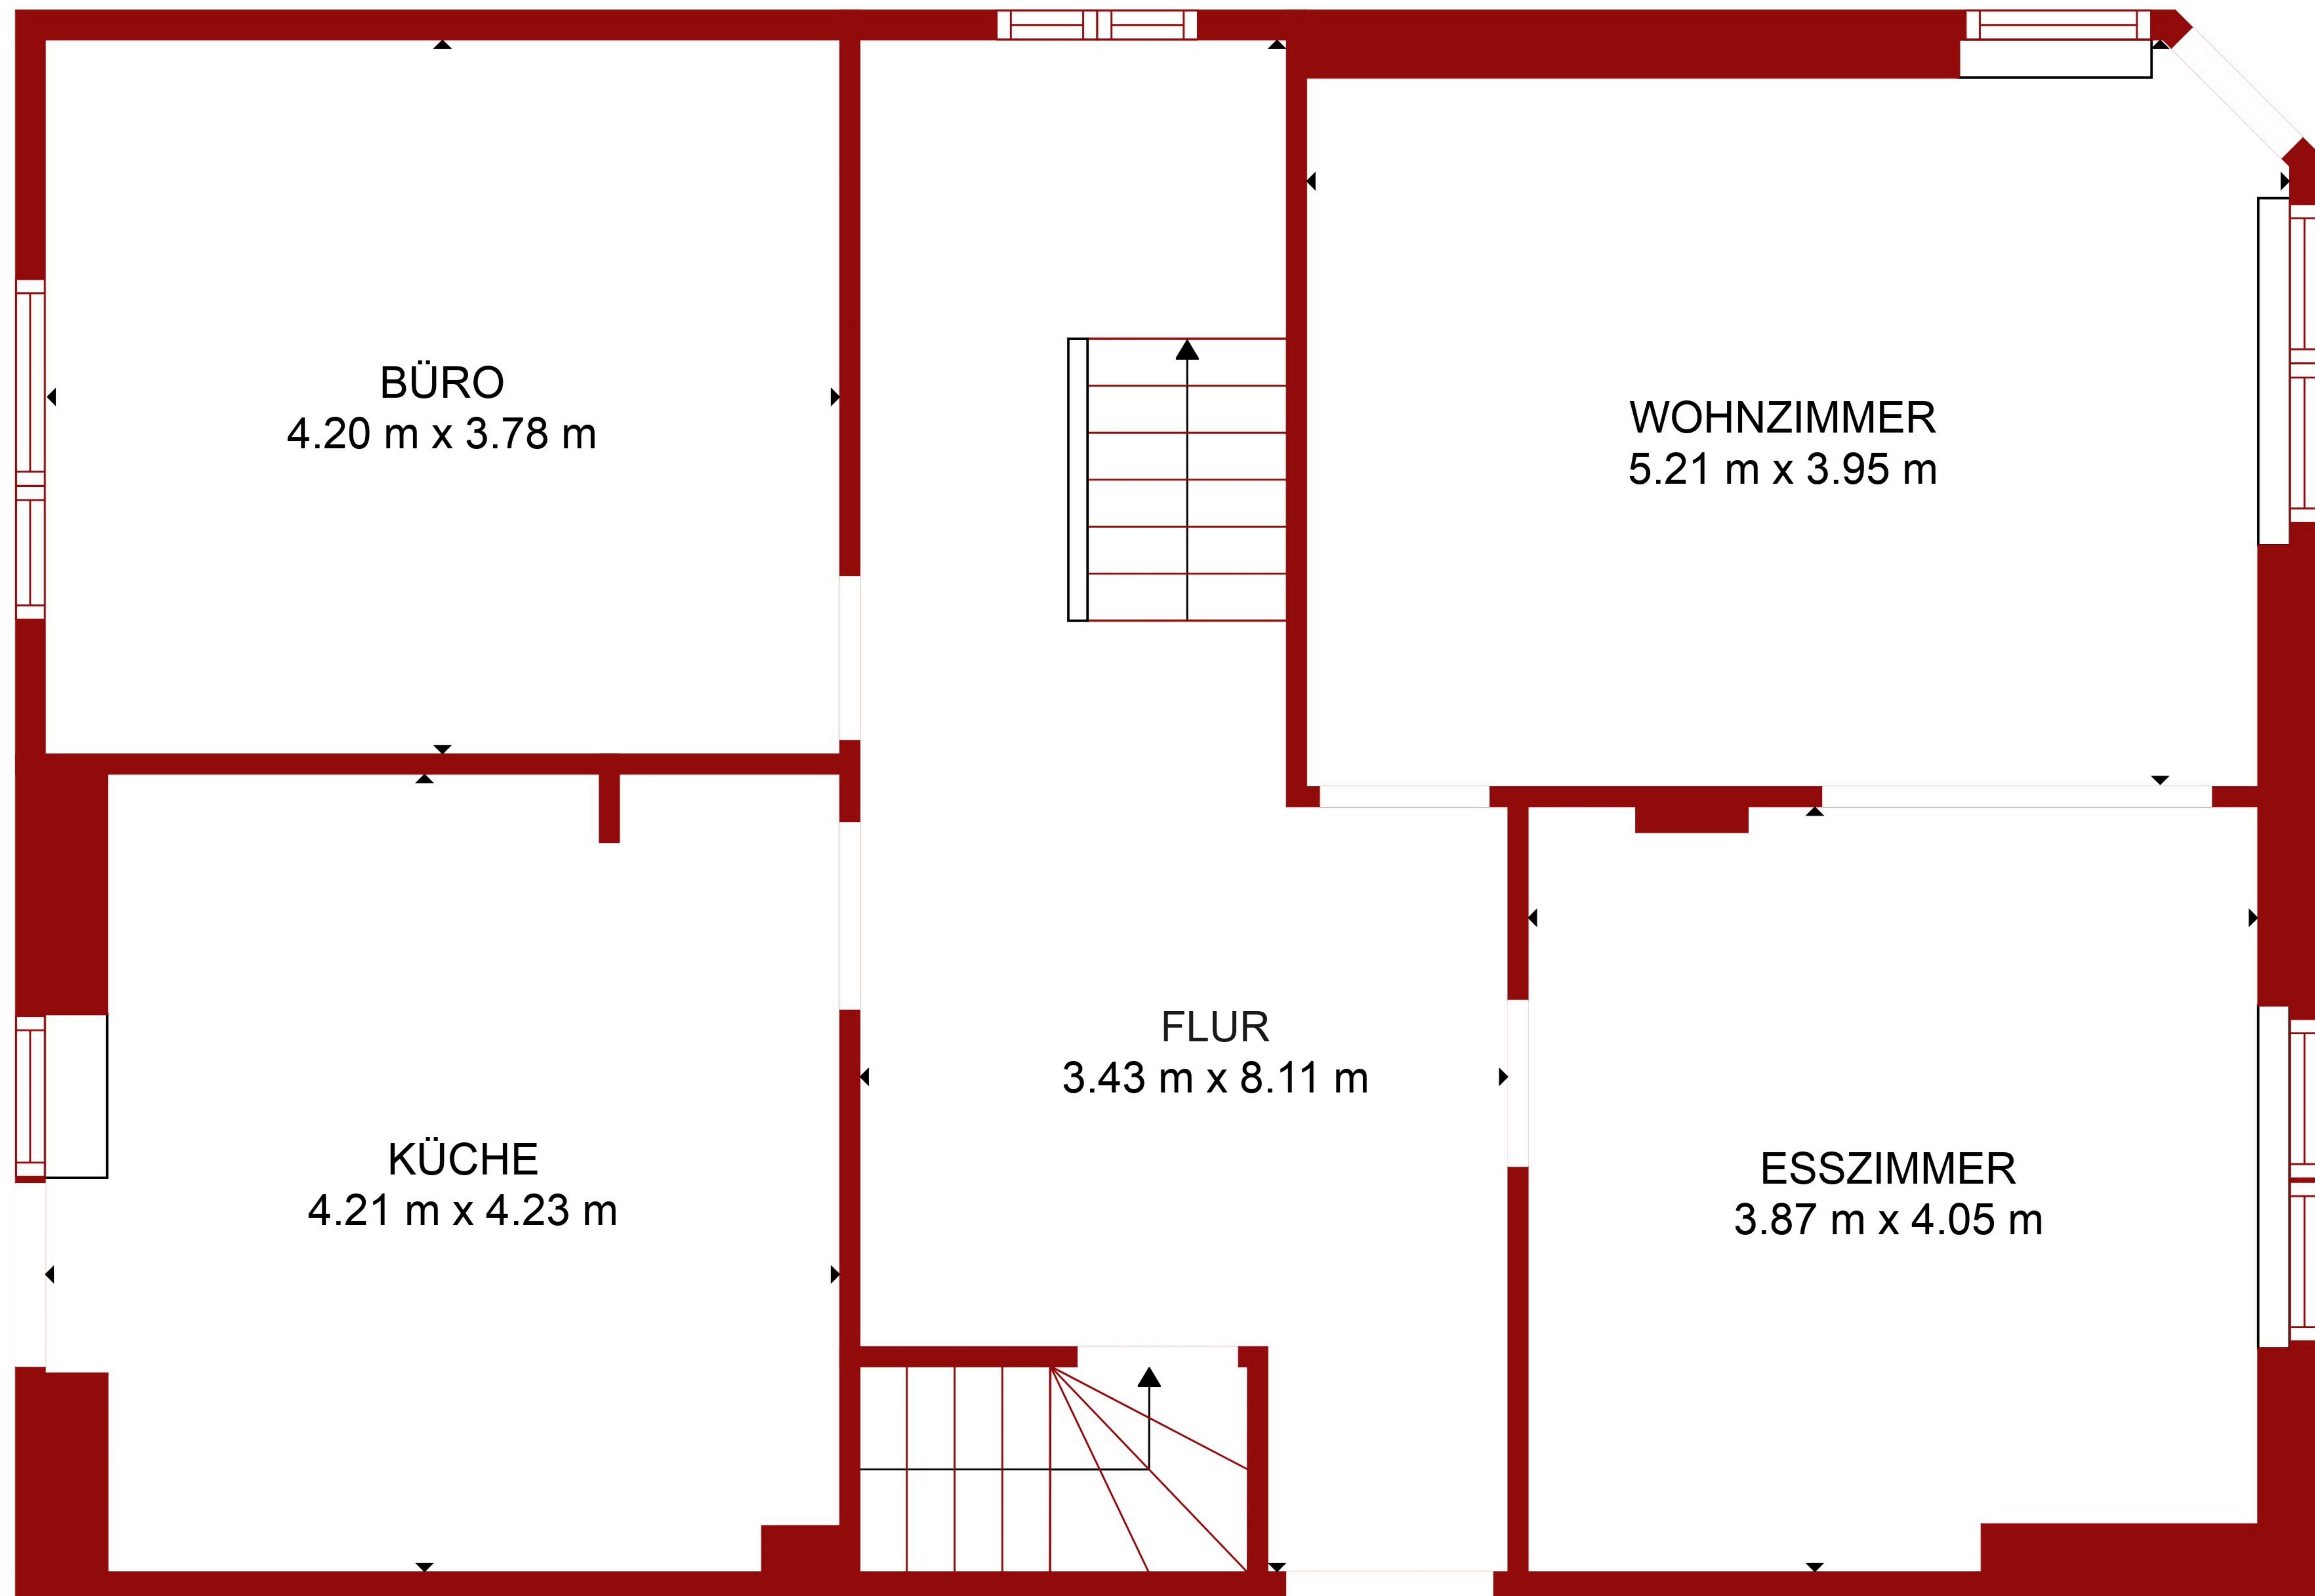 BÜRO
4.20 m x 3.78 m
WOHNZIMMER
5.21 m x 3.95 m
FLUR
3.43 m x 8.11 m
KÜCHE
4.21 m x 4.23 m
ESSZIMMER
3.87 m x 4.05 m